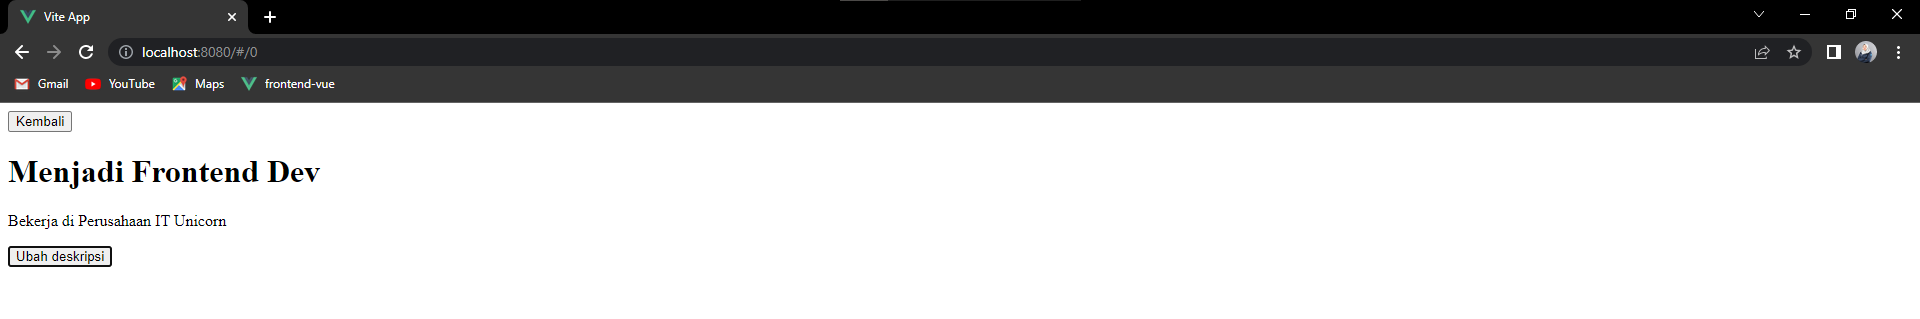 Vite App
localhost:8080/#/0
Gmail YouTube Maps frontend-vue
Kembali
Menjadi Frontend Dev
Bekerja di Perusahaan IT Unicorn
Ubah deskripsi